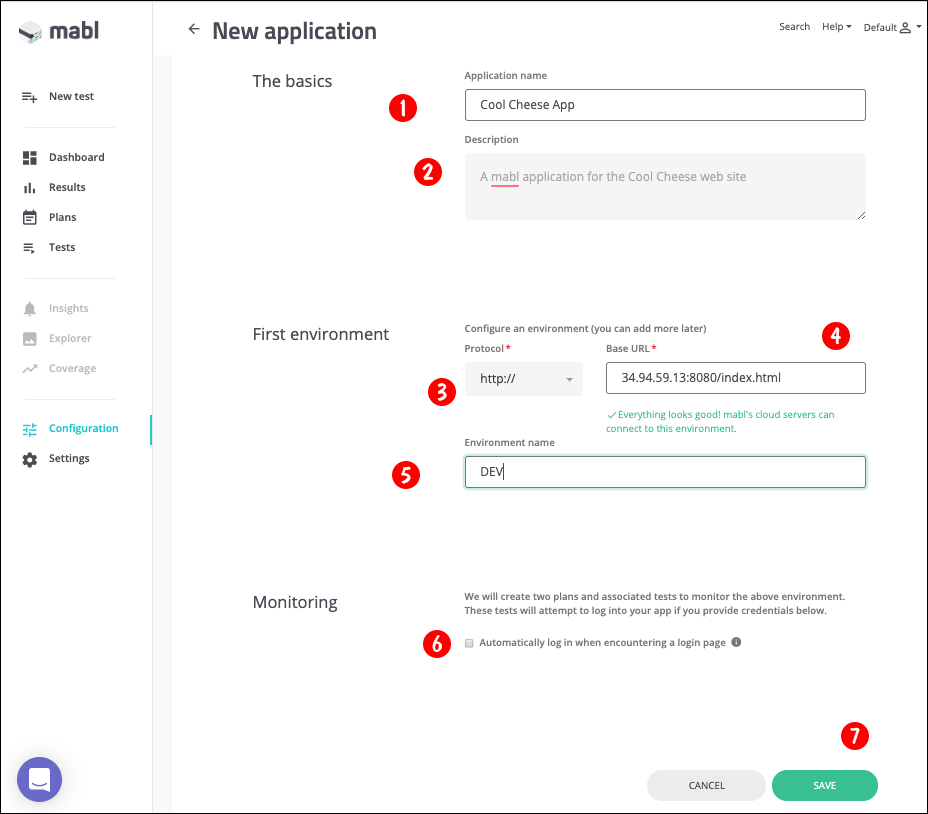 mabl
New application
Search
Help
Default
New test
Dashboard
Results
Plans
Tests
Insights
Explorer
Coverage
Configuration
Settings
The basics
1
Application name
Cool Cheese App
2
Description
A mabl application for the Cool Cheese web site
First environment
Configure an environment (you can add more later)
3
Protocol*
http://
4
Base URL*
34.94.59.13:8080/index.html
✓Everything looks good! mabl's cloud servers can
connect to this environment.
5
Environment name
DEV
Monitoring
We will create two plans and associated tests to monitor the above environment.
These tests will attempt to log into your app if you provide credentials below.
6
Automatically log in when encountering a login page
7
CANCEL
SAVE